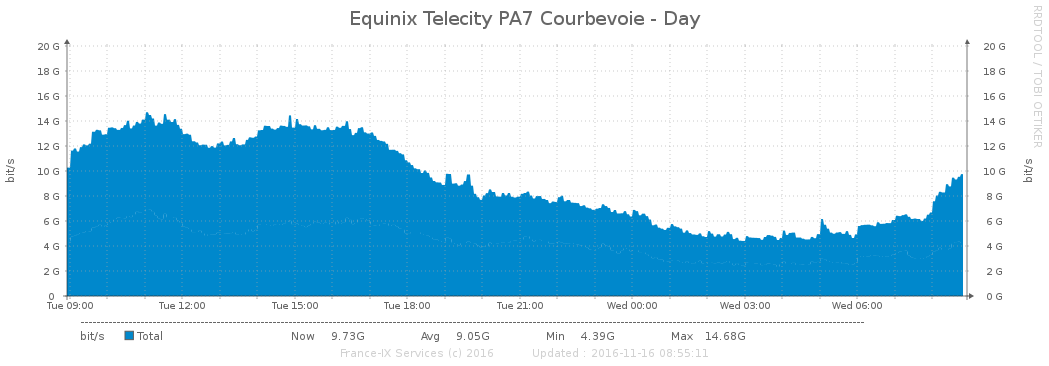 Equinix Telecity PA7 Courbevoie - Day
RRDTOOL / TOBI OETIKER
20 G 20 G
18 G 18 G
16 G 16 G
14 G 14 G
12 G 12 G
10 G 10 G
8 G 8 G
6 G 6 G
4 G 4 G
2 G 2 G
0 0 G
bit/s
bit/s
Tue 09:00 Tue 12:00 Tue 15:00 Tue 18:00 Tue 21:00 Wed 00:00 Wed 03:00 Wed 06:00
bit/s Total Now 9.73G Avg 9.05G Min 4.39G Max 14.68G
France-IX Services (c) 2016 Updated : 2016-11-16 08:55:11